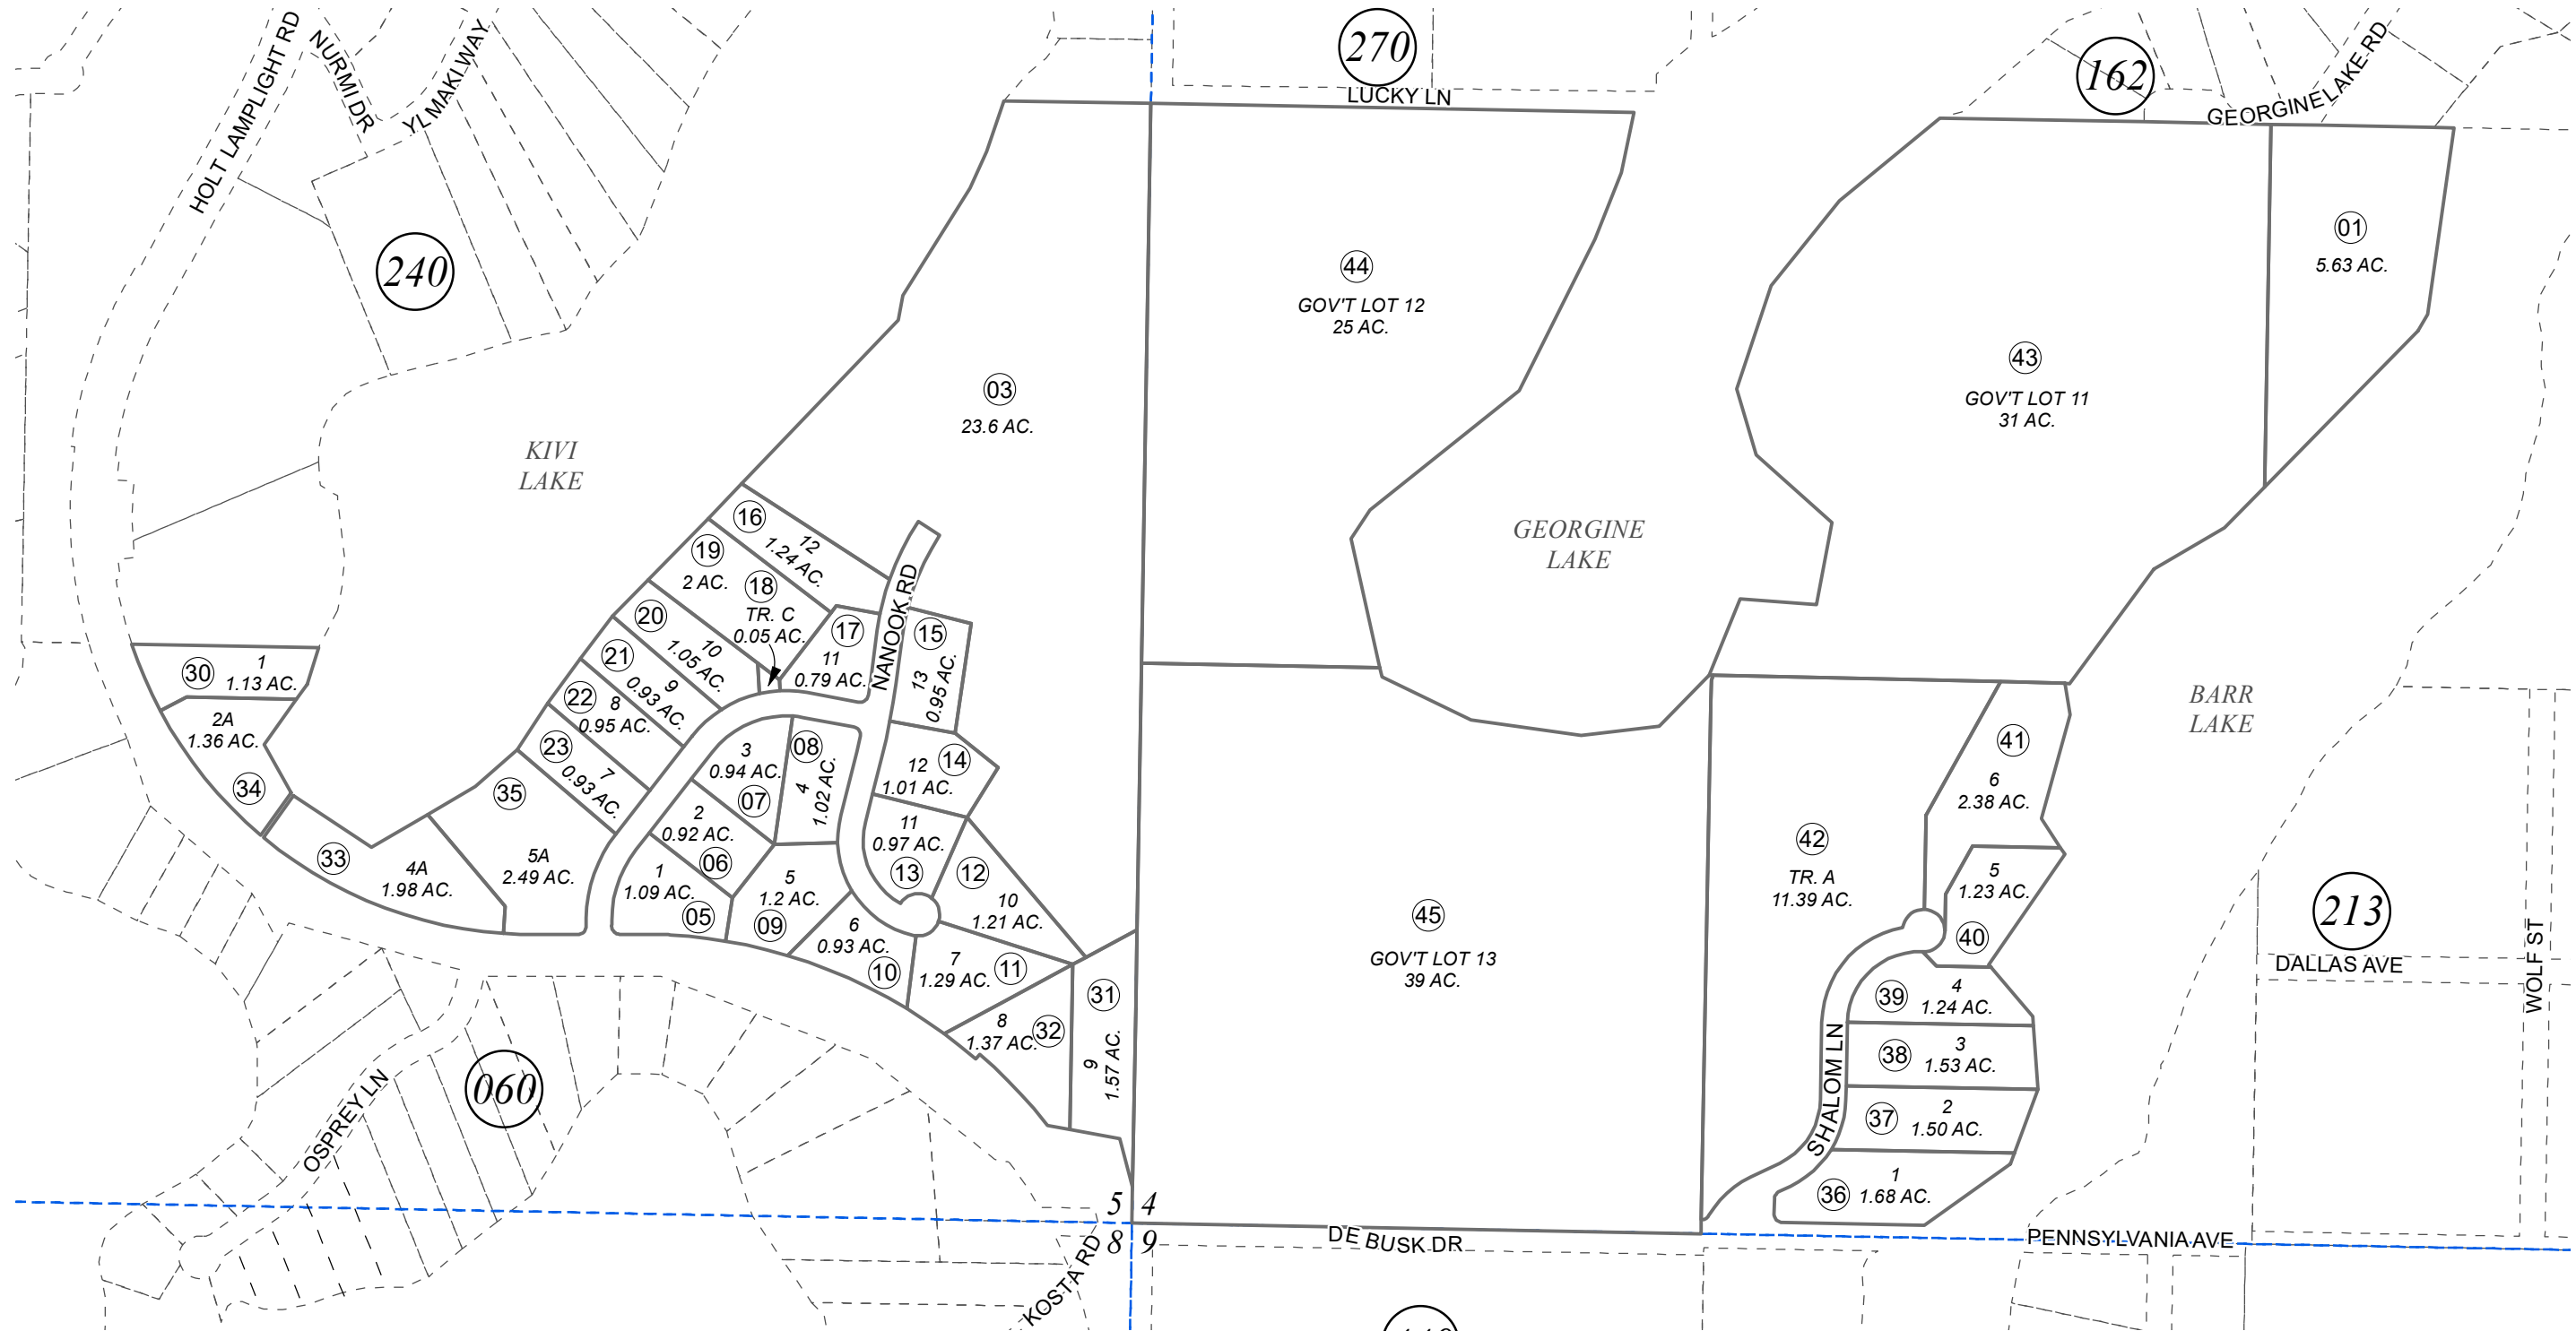 HOLT LAMPLIGHT RD
NURMI DR
YLMAKI WAY
270
LUCKY LN
162
GEORGINE LAKE RD
240
01
5.63 AC.
44
GOV'T LOT 12
25 AC.
43
GOV'T LOT 11
31 AC.
03
23.6 AC.
KIVI
LAKE
GEORGINE
LAKE
16
12
1.24 AC.
19
2 AC.
18
TR. C
0.05 AC.
20
10
1.05 AC.
17
11
0.79 AC.
NANOOK RD
15
13
0.95 AC.
21
9
0.93 AC.
22
8
0.95 AC.
23
7
0.93 AC.
30
1
1.13 AC.
2A
1.36 AC.
34
35
5A
2.49 AC.
33
4A
1.98 AC.
3
0.94 AC.
07
08
4
1.02 AC.
14
12
1.01 AC.
2
0.92 AC.
06
1
1.09 AC.
05
5
1.2 AC.
09
11
0.97 AC.
13
12
10
1.21 AC.
6
0.93 AC.
10
7
1.29 AC.
11
8
1.37 AC.
32
31
9
1.57 AC.
45
GOV'T LOT 13
39 AC.
42
TR. A
11.39 AC.
41
6
2.38 AC.
5
1.23 AC.
40
39
4
1.24 AC.
38
3
1.53 AC.
37
2
1.50 AC.
36
1
1.68 AC.
SHALOM LN
BARR
LAKE
213
DALLAS AVE
WOLF ST
060
OSPREY LN
5 4
8 9
KOSTA RD
DE BUSK DR
PENNSYLVANIA AVE